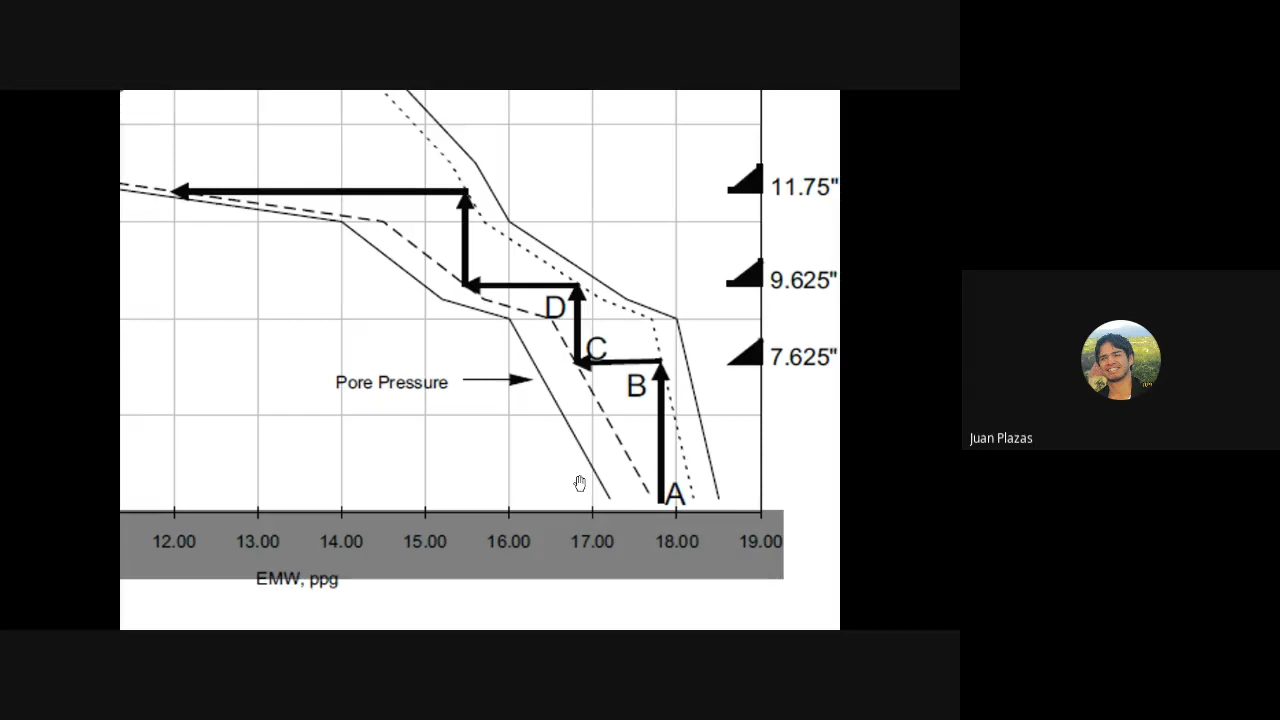 11.75"
9.625"
D
C
7.625"
Pore Pressure
B
A
Juan Plazas
12.00 13.00 14.00 15.00 16.00 17.00 18.00 19.00
EMW, ppg